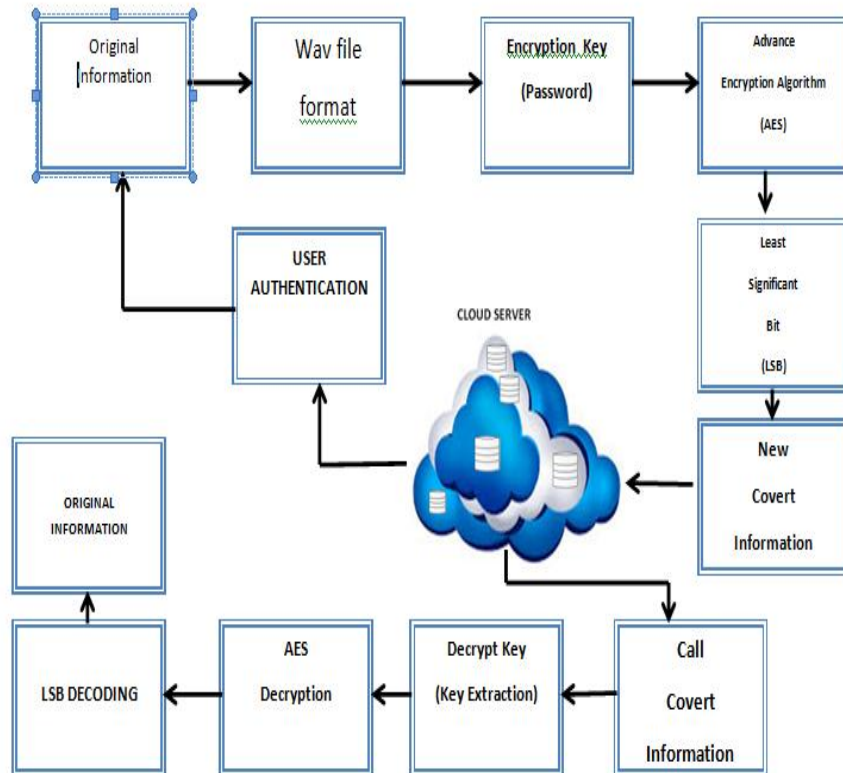 Original
Information
Wav file
format
Encryption Key
(Password)
Advance
Encryption Algorithm
(AES)
USER
AUTHENTICATION
Least
Significant
Bit
(LSB)
CLOUD SERVER
New
Covert
Information
ORIGINAL
INFORMATION
LSB DECODING
AES
Decryption
Decrypt Key
(Key Extraction)
Call
Covert
Information